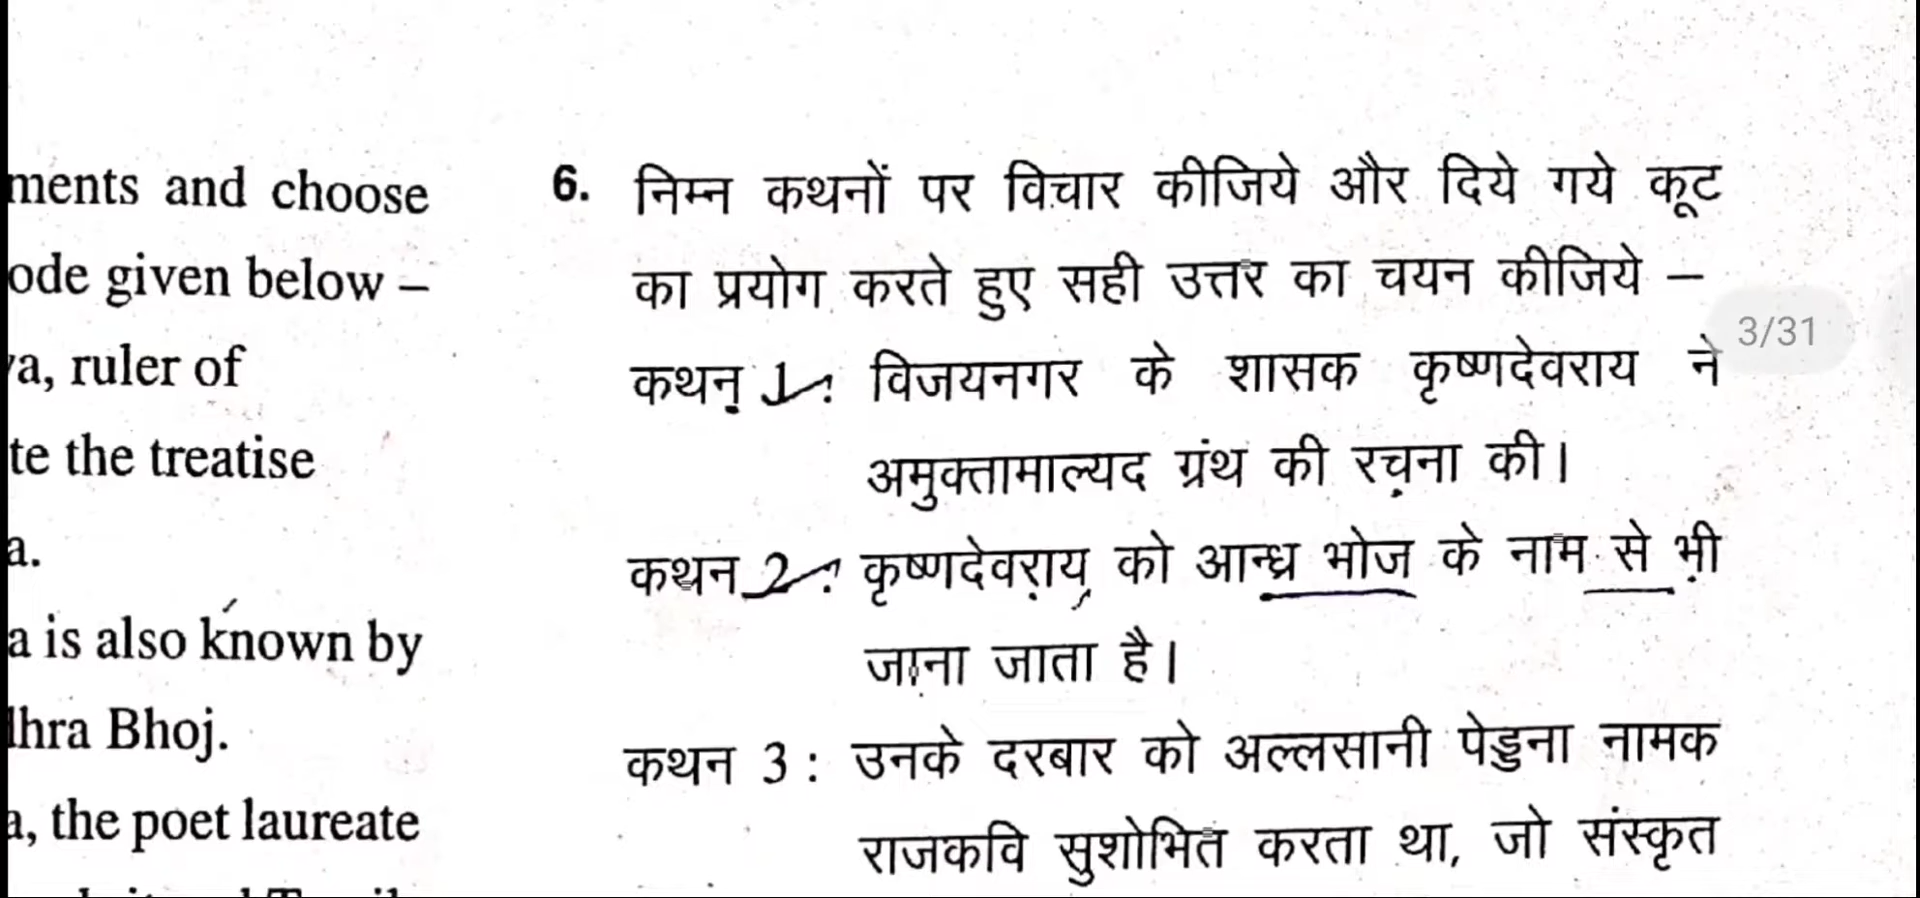 ments and choose
ode given below –
a, ruler of
te the treatise
a.
a is also known by
hra Bhoj.
a, the poet laureate
6. निम्न कथनों पर विचार कीजिये और दिये गये कूट
का प्रयोग करते हुए सही उत्तर का चयन कीजिये –
3/31
कथन 1 : विजयनगर के शासक कृष्णदेवराय ने
अमुक्तामाल्यद ग्रंथ की रचना की।
कथन 2 : कृष्णदेवराय को आन्ध्र भोज के नाम से भी
जाना जाता है।
कथन 3 : उनके दरबार को अल्लसानी पेड्डना नामक
राजकवि सुशोभित करता था, जो संस्कृत